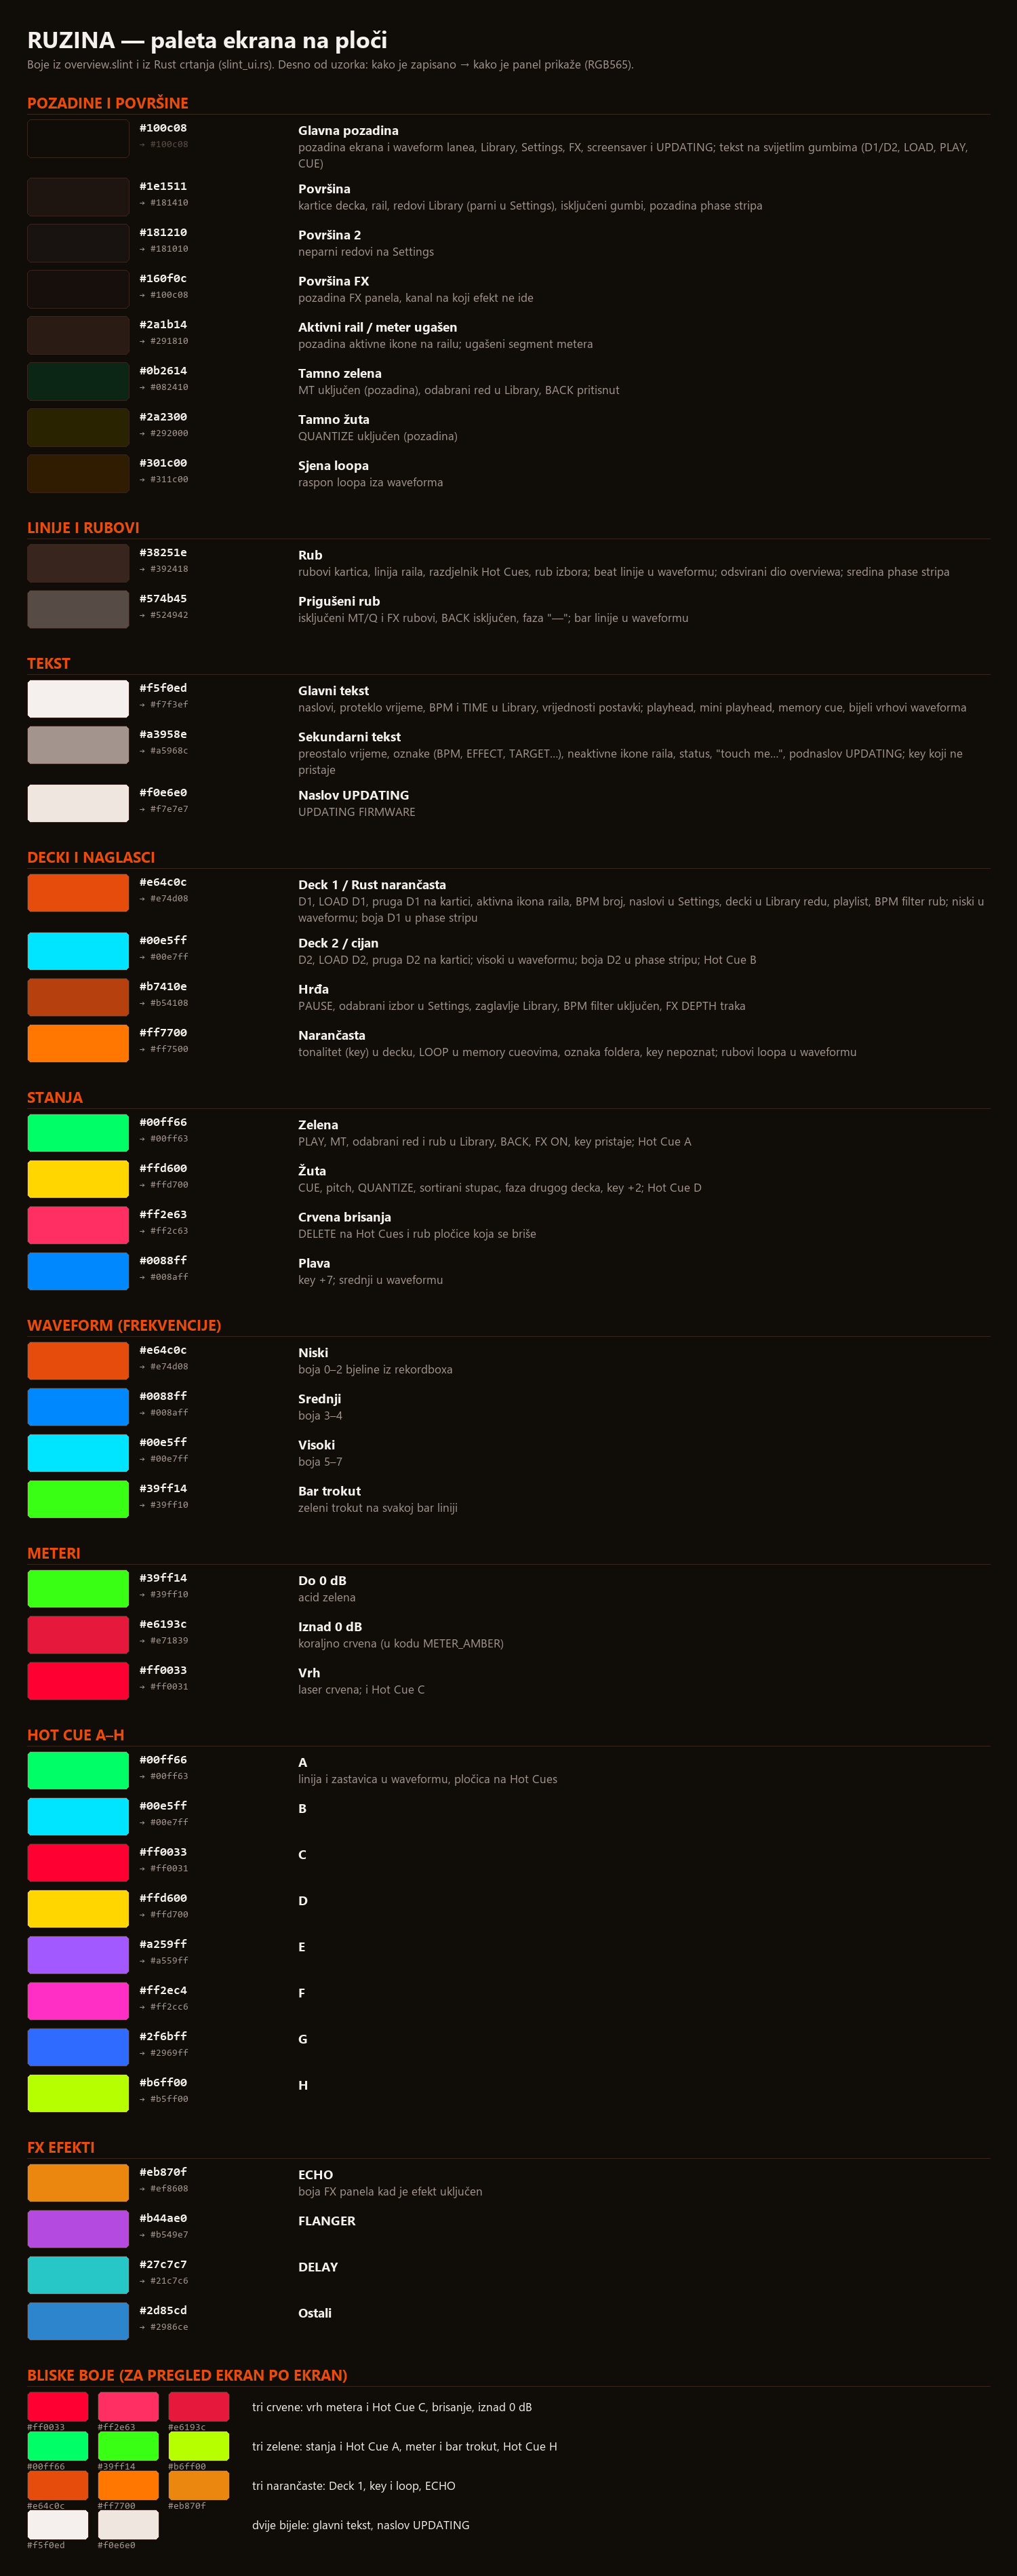 RUZINA — paleta ekrana na ploči
Boje iz overview.slint i iz Rust crtanja (slint_ui.rs). Desno od uzorka: kako je zapisano → kako je panel prikaže (RGB565).
POZADINE I POVRŠINE
#100c08
→ #100c08
Glavna pozadina
pozadina ekrana i waveform lanea, Library, Settings, FX, screensaver i UPDATING; tekst na svijetlim gumbima (D1/D2, LOAD, PLAY,
CUE)
#1e1511
→ #181410
Površina
kartice decka, rail, redovi Library (parni u Settings), isključeni gumbi, pozadina phase stripa
#181210
→ #181010
Površina 2
neparni redovi na Settings
#160f0c
→ #100c08
Površina FX
pozadina FX panela, kanal na koji efekt ne ide
#2a1b14
→ #291810
Aktivni rail / meter ugašen
pozadina aktivne ikone na railu; ugašeni segment metera
#0b2614
→ #082410
Tamno zelena
MT uključen (pozadina), odabrani red u Library, BACK pritisnut
#2a2300
→ #292000
Tamno žuta
QUANTIZE uključen (pozadina)
#301c00
→ #311c00
Sjena loopa
raspon loopa iza waveforma
LINIJE I RUBOVI
#38251e
→ #392418
Rub
rubovi kartica, linija raila, razdjelnik Hot Cues, rub izbora; beat linije u waveformu; odsvirani dio overviewa; sredina phase stripa
#574b45
→ #524942
Prigušeni rub
isključeni MT/Q i FX rubovi, BACK isključen, faza "—"; bar linije u waveformu
TEKST
#f5f0ed
→ #f7f3ef
Glavni tekst
naslovi, proteklo vrijeme, BPM i TIME u Library, vrijednosti postavki; playhead, mini playhead, memory cue, bijeli vrhovi waveforma
#a3958e
→ #a5968c
Sekundarni tekst
preostalo vrijeme, oznake (BPM, EFFECT, TARGET...), neaktivne ikone raila, status, "touch me...", podnaslov UPDATING; key koji ne
pristaje
#f0e6e0
→ #f7e7e7
Naslov UPDATING
UPDATING FIRMWARE
DECKI I NAGLASCI
#e64c0c
→ #e74d08
Deck 1 / Rust narančasta
D1, LOAD D1, pruga D1 na kartici, aktivna ikona raila, BPM broj, naslovi u Settings, decki u Library redu, playlist, BPM filter rub; niski u
waveformu; boja D1 u phase stripu
#00e5ff
→ #00e7ff
Deck 2 / cijan
D2, LOAD D2, pruga D2 na kartici; visoki u waveformu; boja D2 u phase stripu; Hot Cue B
#b7410e
→ #b54108
Hrđa
PAUSE, odabrani izbor u Settings, zaglavlje Library, BPM filter uključen, FX DEPTH traka
#ff7700
→ #ff7500
Narančasta
tonalitet (key) u decku, LOOP u memory cueovima, oznaka foldera, key nepoznat; rubovi loopa u waveformu
STANJA
#00ff66
→ #00ff63
Zelena
PLAY, MT, odabrani red i rub u Library, BACK, FX ON, key pristaje; Hot Cue A
#ffd600
→ #ffd700
Žuta
CUE, pitch, QUANTIZE, sortirani stupac, faza drugog decka, key +2; Hot Cue D
#ff2e63
→ #ff2c63
Crvena brisanja
DELETE na Hot Cues i rub pločice koja se briše
#0088ff
→ #008aff
Plava
key +7; srednji u waveformu
WAVEFORM (FREKVENCIJE)
#e64c0c
→ #e74d08
Niski
boja 0–2 bjeline iz rekordboxa
#0088ff
→ #008aff
Srednji
boja 3–4
#00e5ff
→ #00e7ff
Visoki
boja 5–7
#39ff14
→ #39ff10
Bar trokut
zeleni trokut na svakoj bar liniji
METERI
#39ff14
→ #39ff10
Do 0 dB
acid zelena
#e6193c
→ #e71839
Iznad 0 dB
koraljno crvena (u kodu METER_AMBER)
#ff0033
→ #ff0031
Vrh
laser crvena; i Hot Cue C
HOT CUE A–H
#00ff66
→ #00ff63
A
linija i zastavica u waveformu, pločica na Hot Cues
#00e5ff
→ #00e7ff
B
#ff0033
→ #ff0031
C
#ffd600
→ #ffd700
D
#a259ff
→ #a559ff
E
#ff2ec4
→ #ff2cc6
F
#2f6bff
→ #2969ff
G
#b6ff00
→ #b5ff00
H
FX EFEKTI
#eb870f
→ #ef8608
ECHO
boja FX panela kad je efekt uključen
#b44ae0
→ #b549e7
FLANGER
#27c7c7
→ #21c7c6
DELAY
#2d85cd
→ #2986ce
Ostali
BLISKE BOJE (ZA PREGLED EKRAN PO EKRAN)
tri crvene: vrh metera i Hot Cue C, brisanje, iznad 0 dB
#ff0033 #ff2e63 #e6193c
tri zelene: stanja i Hot Cue A, meter i bar trokut, Hot Cue H
#00ff66 #39ff14 #b6ff00
tri narančaste: Deck 1, key i loop, ECHO
#e64c0c #ff7700 #eb870f
dvije bijele: glavni tekst, naslov UPDATING
#f5f0ed #f0e6e0